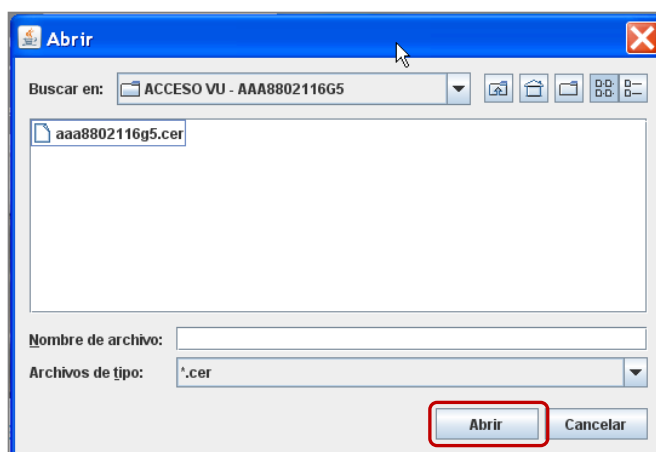 Abrir
Buscar en: ACCESO VU - AAA8802116G5
aaa8802116g5.cer
Nombre de archivo:
Archivos de tipo: *.cer
Abrir Cancelar